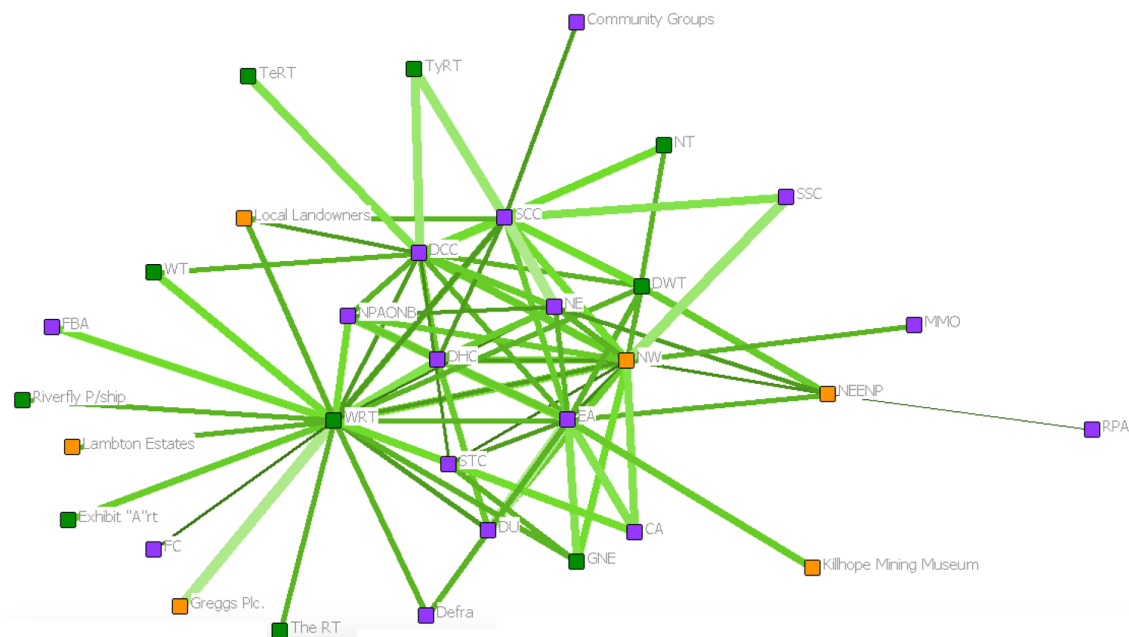 Community Groups
TeRT
TyRT
NT
SSC
Local Landowners
SCC
DCC
WT
DWT
NE
NPAONB
FBA
MMO
DHC
NW
Riverfly P/ship
NEENP
WRT
EA
RPA
Lambton Estates
STC
Exhibit "A"rt
DU
CA
FC
GNE
Killhope Mining Museum
Greggs Plc.
Defra
The RT